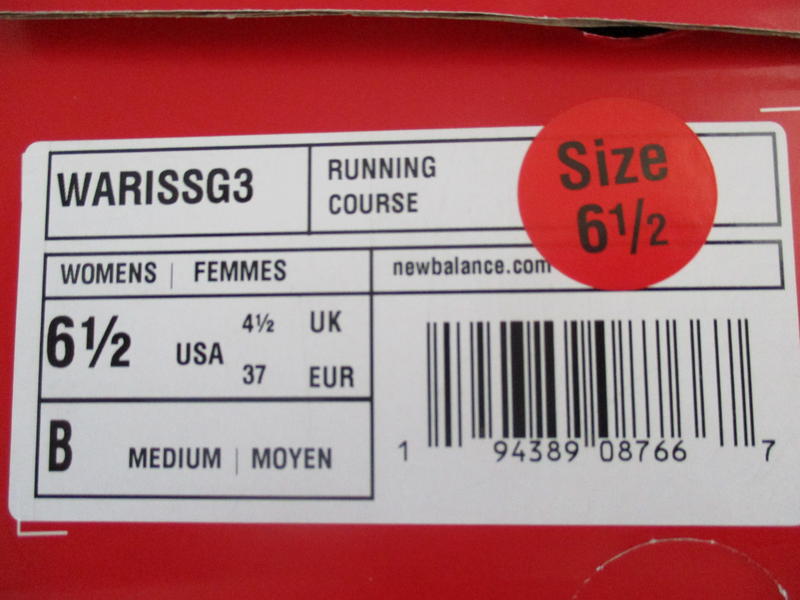 WARISSG3
RUNNING
COURSE
Size
6½
WOMENS | FEMMES
newbalance.com
6½ USA 4½ UK
37 EUR
B MEDIUM | MOYEN
1 94389 08766 7